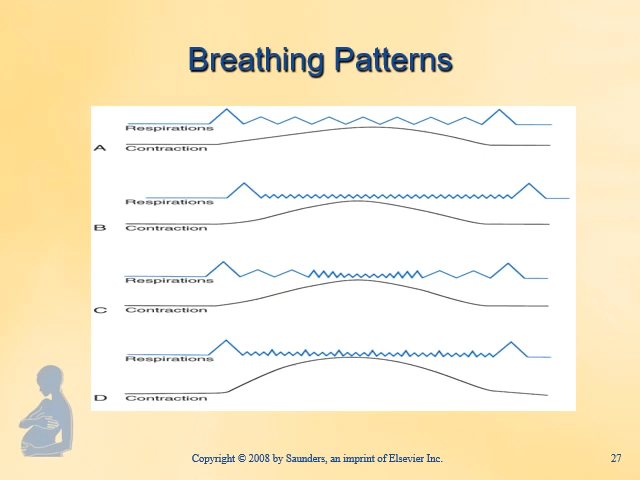 Breathing Patterns
Respirations
A Contraction
Respirations
B Contraction
Respirations
C Contraction
Respirations
D Contraction
Copyright © 2008 by Saunders, an imprint of Elsevier Inc. 27